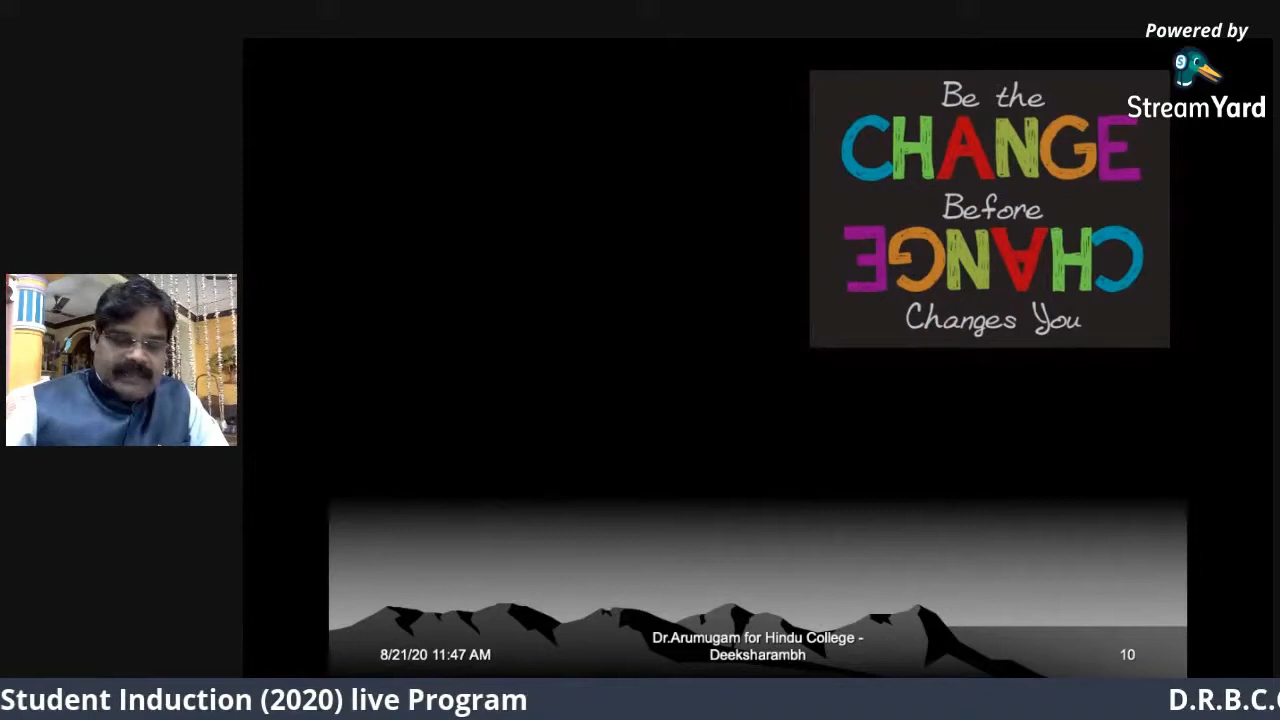 Powered by
StreamYard
Be the
CHANGE
Before
CHANGE
Changes You
Dr.Arumugam for Hindu College -
Deeksharambh
8/21/20 11:47 AM
10
Student Induction (2020) live Program
D.R.B.C.